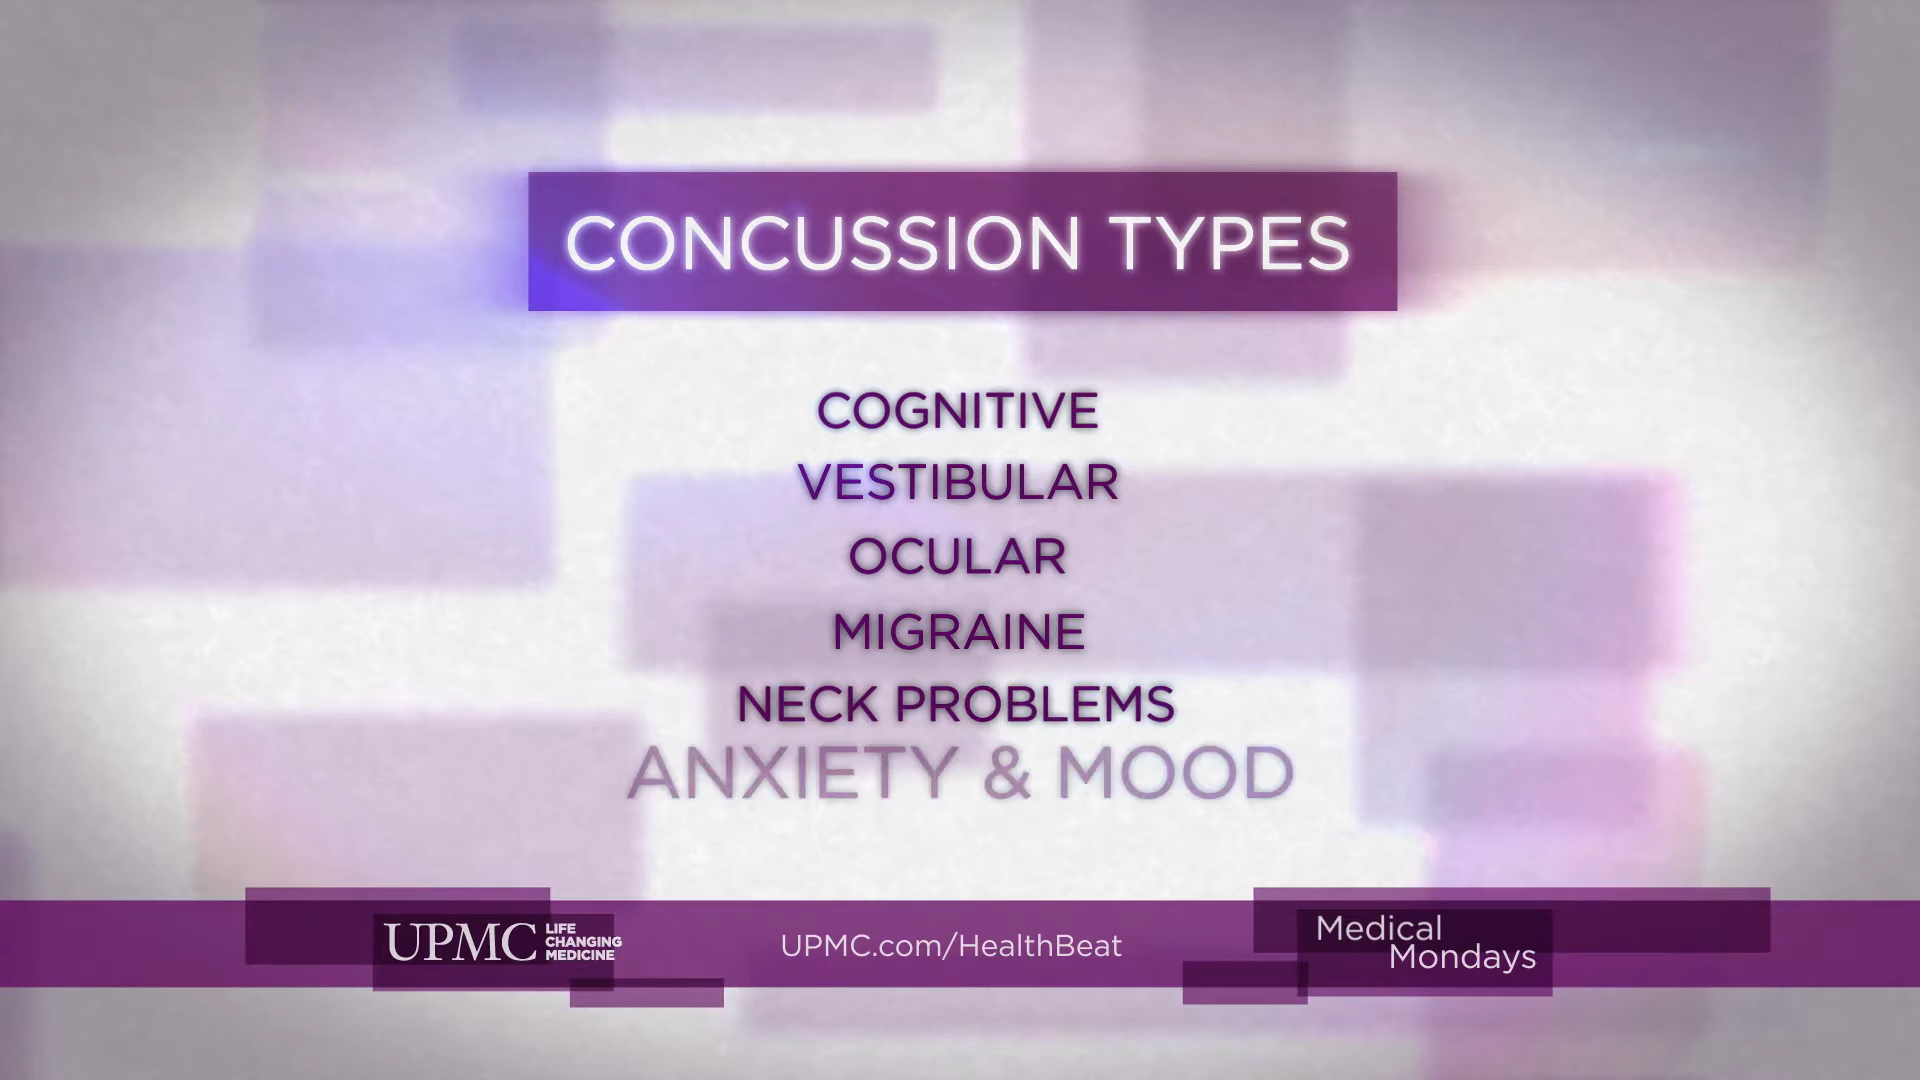 CONCUSSION TYPES
COGNITIVE
VESTIBULAR
OCULAR
MIGRAINE
NECK PROBLEMS
ANXIETY & MOOD
UPMC
LIFE
CHANGING
MEDICINE
UPMC.com/HealthBeat
Medical
Mondays